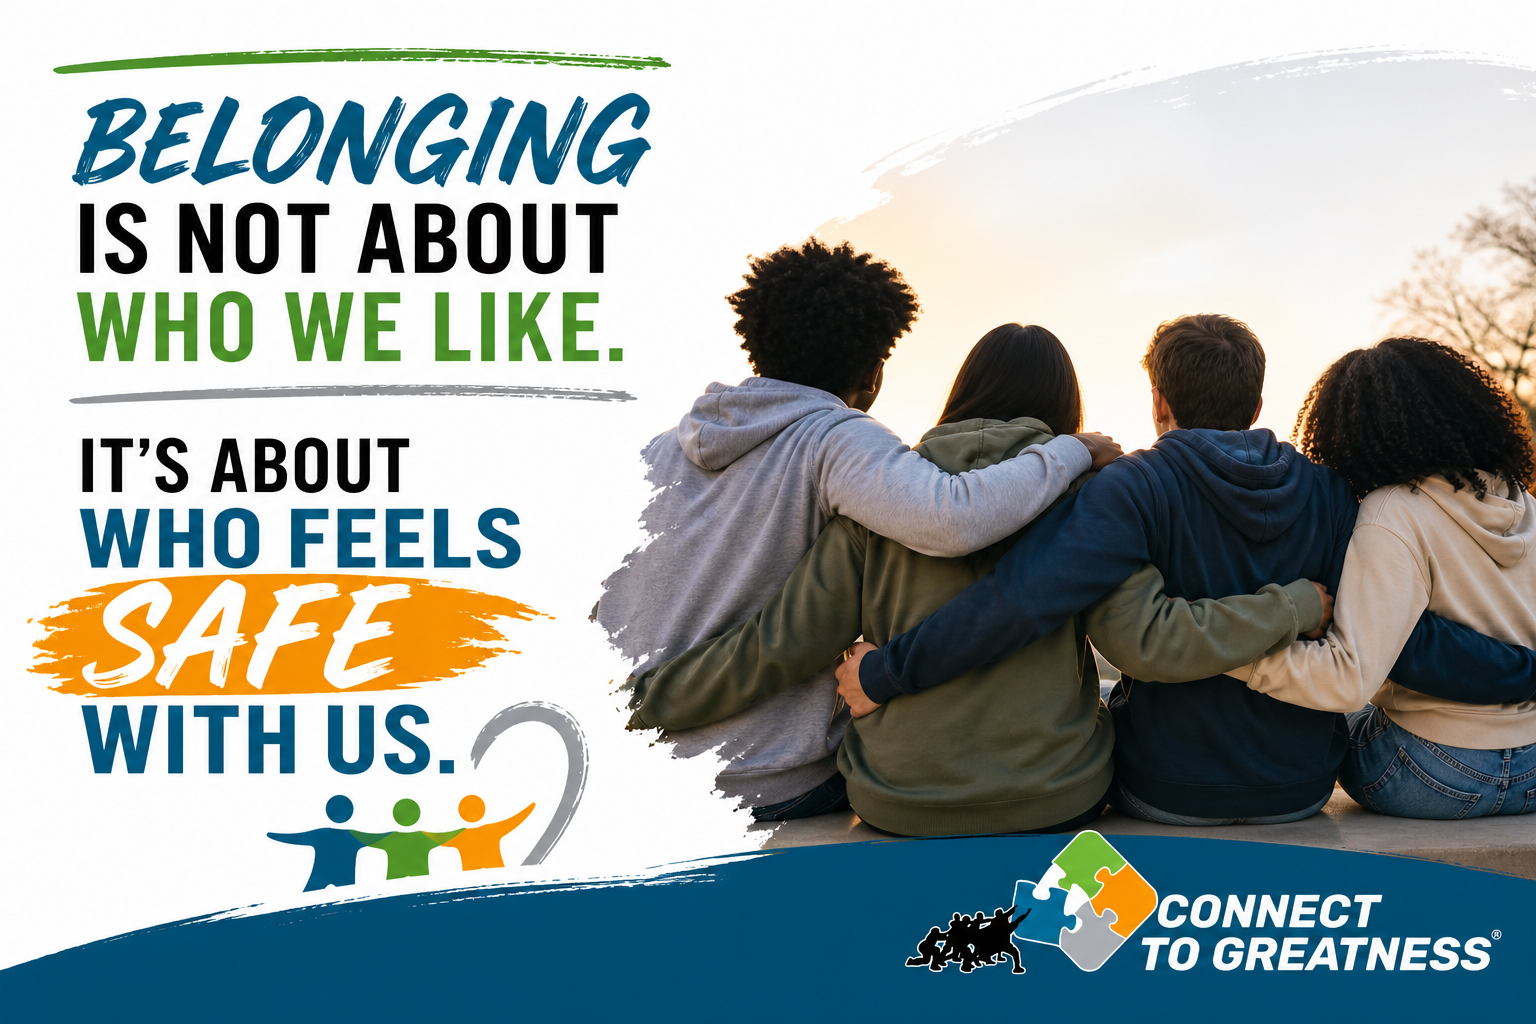 BELONGING
IS NOT ABOUT
WHO WE LIKE.
IT'S ABOUT
WHO FEELS
SAFE
WITH US.
CONNECT
TO GREATNESS®